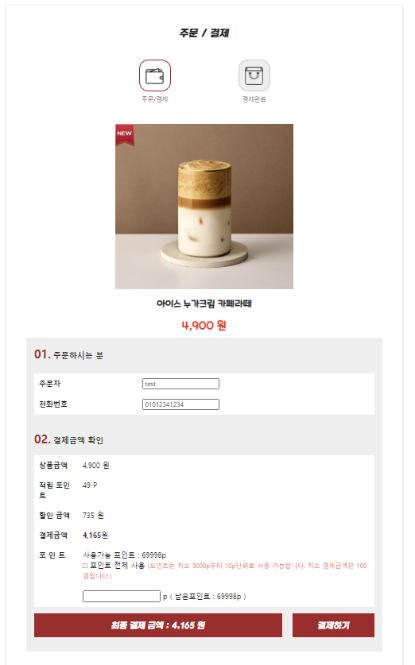 주문 / 결제
주문/결제
결제완료
NEW
아이스 누가크림 카페라떼
4,900 원
01. 주문하시는 분
주문자
test
전화번호
01012341234
02. 결제금액 확인
상품금액
4,900 원
적립 포인
트
49 P
할인 금액
735 원
결제금액
4,165원
포 인 트
사용가능 포인트 : 69998p
포인트 전체 사용 (포인트는 최소 3000p부터 10p단위로 사용 가능합니다. 최소 결제금액은 100
원입니다.)
p ( 남은포인트 : 69998p )
최종 결제 금액 : 4,165 원
결제하기